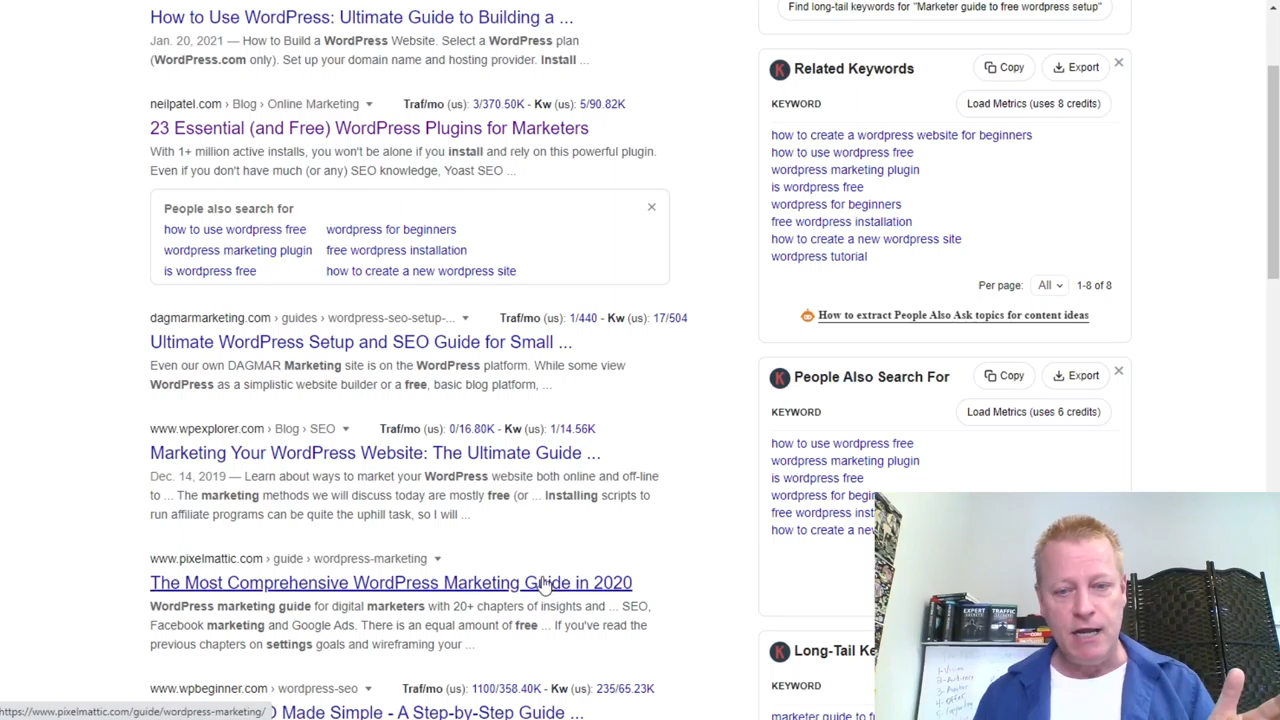 How to Use WordPress: Ultimate Guide to Building a ...
Jan. 20, 2021 — How to Build a WordPress Website. Select a WordPress plan
(WordPress.com only). Set up your domain name and hosting provider. Install ...
neilpatel.com › Blog › Online Marketing Traf/mo (us): 3/370.50K - Kw (us): 5/90.82K
23 Essential (and Free) WordPress Plugins for Marketers
With 1+ million active installs, you won't be alone if you install and rely on this powerful plugin.
Even if you don't have much (or any) SEO knowledge, Yoast SEO ...
People also search for
how to use wordpress free wordpress for beginners
wordpress marketing plugin free wordpress installation
is wordpress free how to create a new wordpress site
dagmarmarketing.com › guides › wordpress-seo-setup-... Traf/mo (us): 1/440 - Kw (us): 17/504
Ultimate WordPress Setup and SEO Guide for Small ...
Even our own DAGMAR Marketing site is on the WordPress platform. While some view
WordPress as a simplistic website builder or a free, basic blog platform, ...
www.wpexplorer.com › Blog › SEO Traf/mo (us): 0/16.80K - Kw (us): 1/14.56K
Marketing Your WordPress Website: The Ultimate Guide ...
Dec. 14, 2019 — Learn about ways to market your WordPress website both online and off-line
to ... The marketing methods we will discuss today are mostly free (or ... Installing scripts to
run affiliate programs can be quite the uphill task, so I will ...
www.pixelmattic.com › guide › wordpress-marketing
The Most Comprehensive WordPress Marketing Guide in 2020
WordPress marketing guide for digital marketers with 20+ chapters of insights and ... SEO,
Facebook marketing and Google Ads. There is an equal amount of free ... If you've read the
previous chapters on settings goals and wireframing your ...
www.wpbeginner.com › wordpress-seo Traf/mo (us): 1100/358.40K - Kw (us): 235/65.23K
O Made Simple - A Step-by-Step Guide ...
https://www.pixelmattic.com/guide/wordpress-marketing/
Find long-tail keywords for "Marketer guide to free wordpress setup"
Related Keywords Copy Export
KEYWORD Load Metrics (uses 8 credits)
how to create a wordpress website for beginners
how to use wordpress free
wordpress marketing plugin
is wordpress free
wordpress for beginners
free wordpress installation
how to create a new wordpress site
wordpress tutorial
Per page: All 1-8 of 8
How to extract People Also Ask topics for content ideas
People Also Search For Copy Export
KEYWORD Load Metrics (uses 6 credits)
how to use wordpress free
wordpress marketing plugin
is wordpress free
wordpress for begin
free wordpress inst
how to create a new
Long-Tail Ke
KEYWORD
marketer guide to f
EXPERT SECRETS
TRAFFIC SECRETS